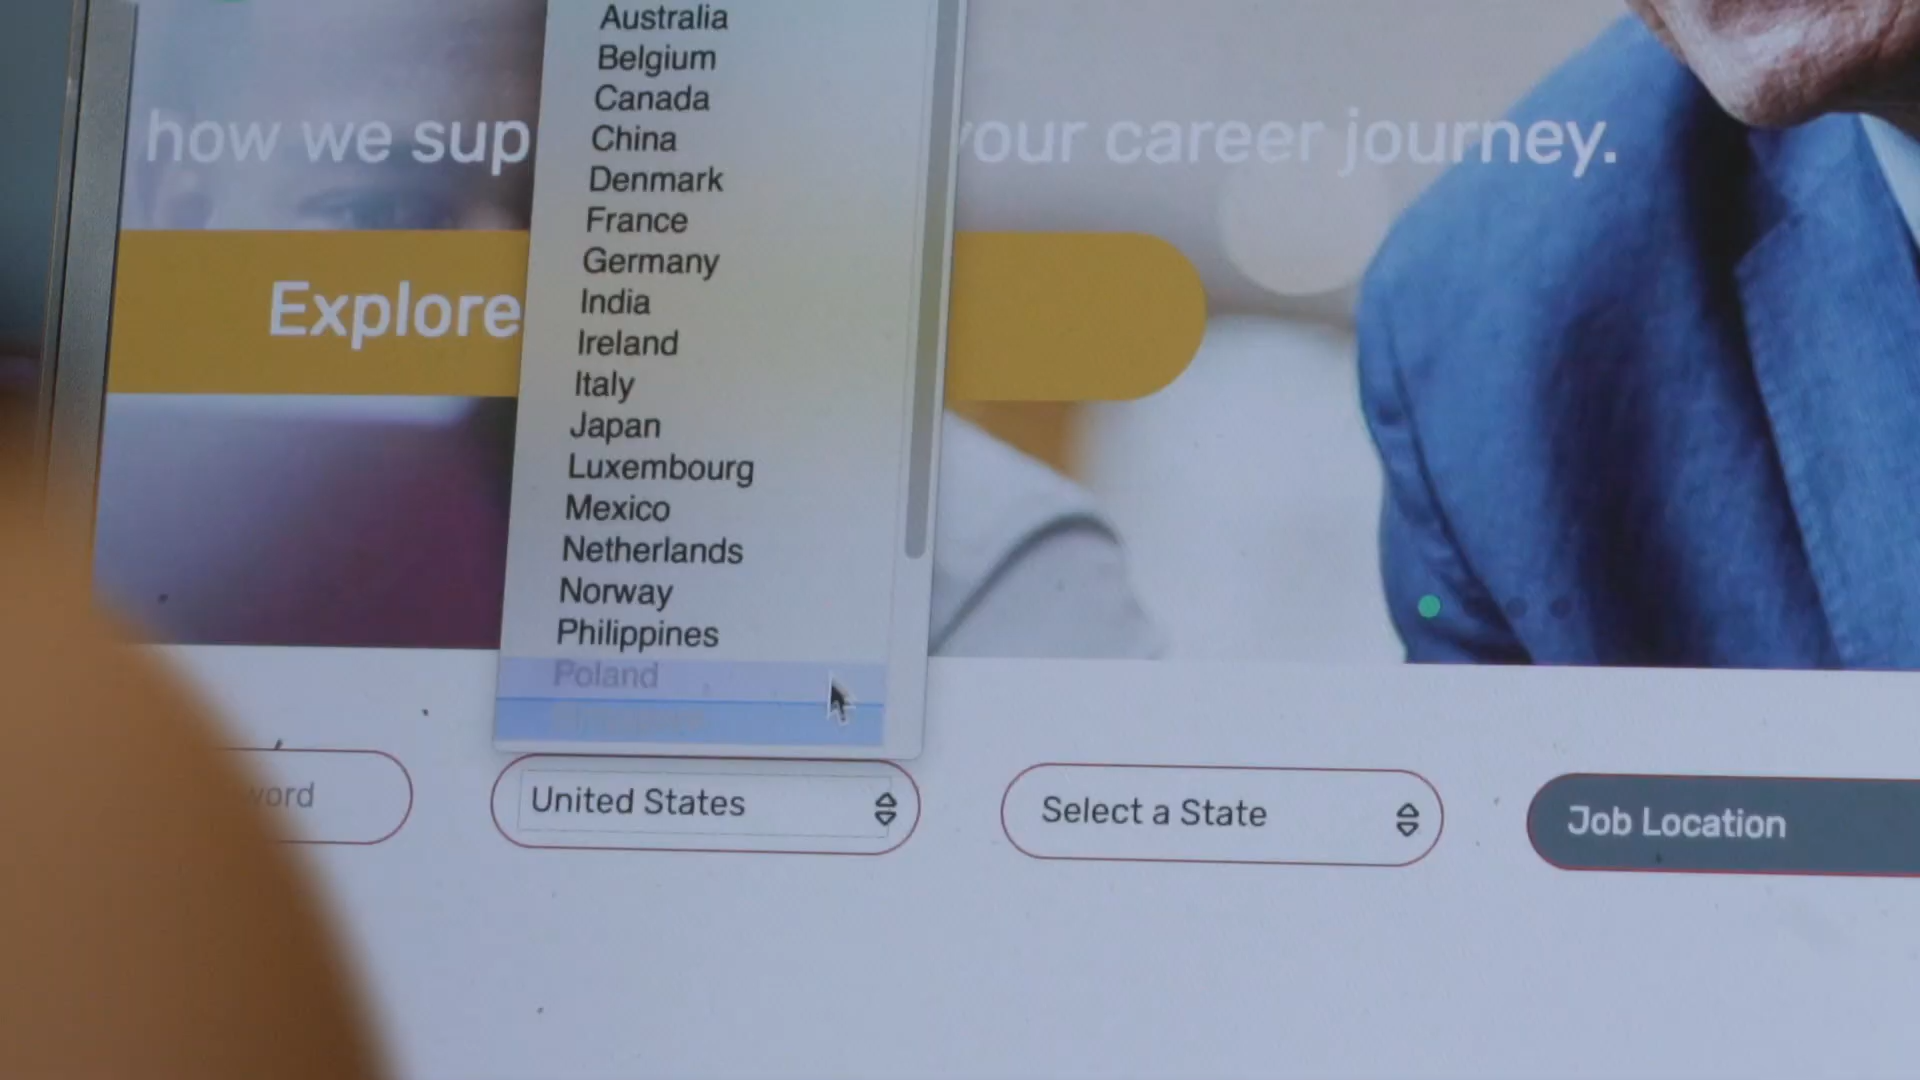 Australia
Belgium
Canada
China
Denmark
France
Germany
India
Ireland
Italy
Japan
Luxembourg
Mexico
Netherlands
Norway
Philippines
Poland
how we sup your career journey.
Explore
word
United States
Select a State
Job Location